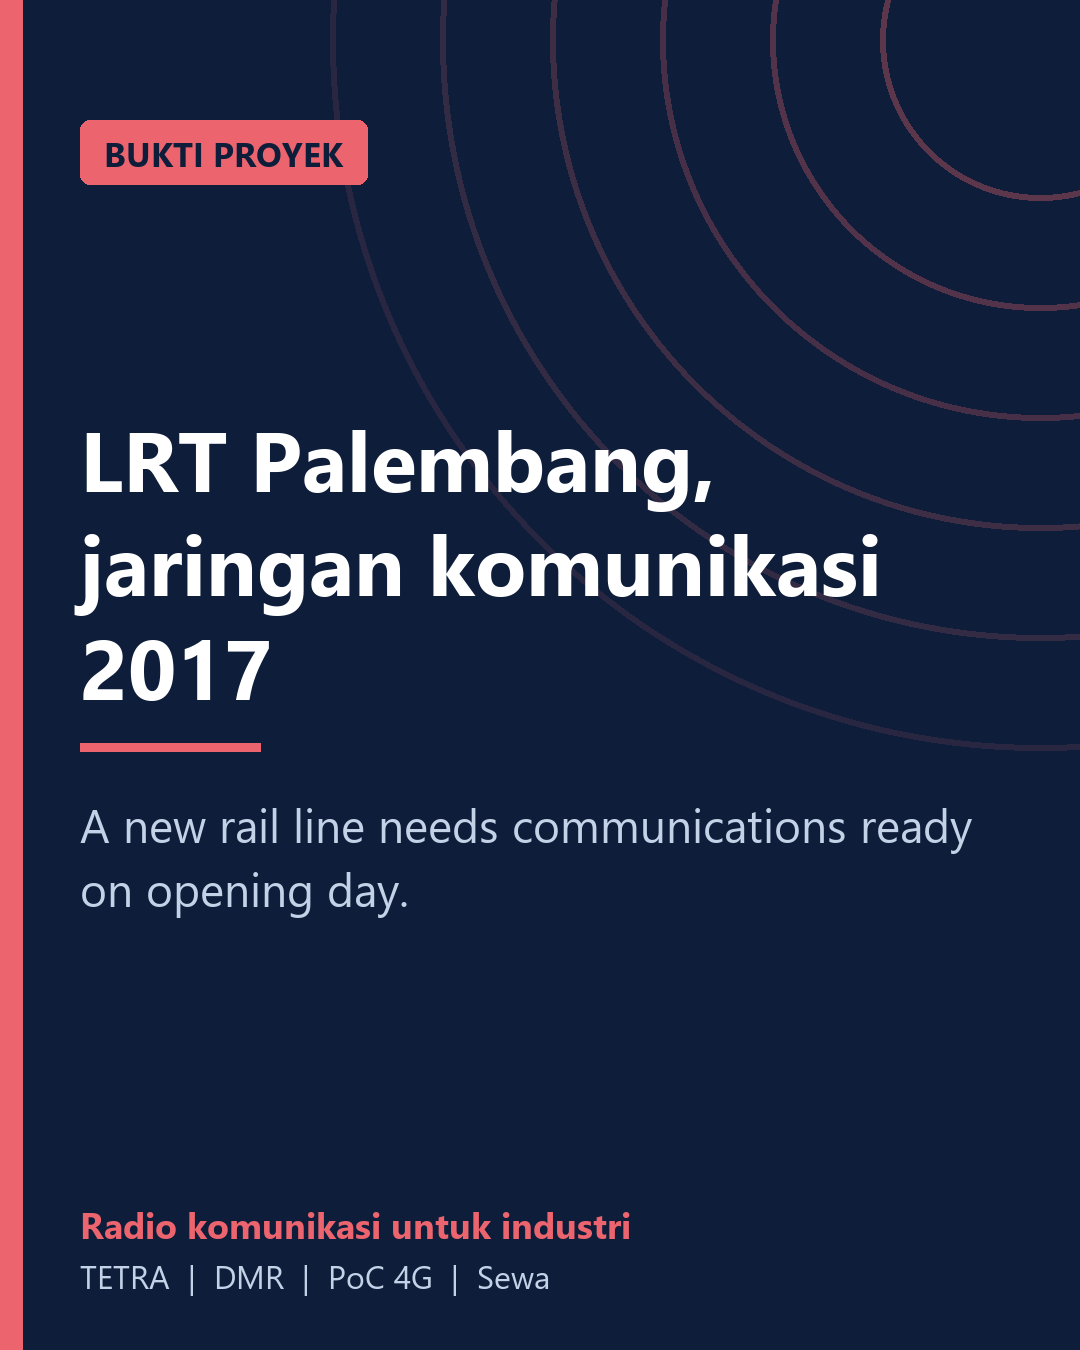 BUKTI PROYEK
LRT Palembang,
jaringan komunikasi
2017
A new rail line needs communications ready
on opening day.
Radio komunikasi untuk industri
TETRA | DMR | PoC 4G | Sewa